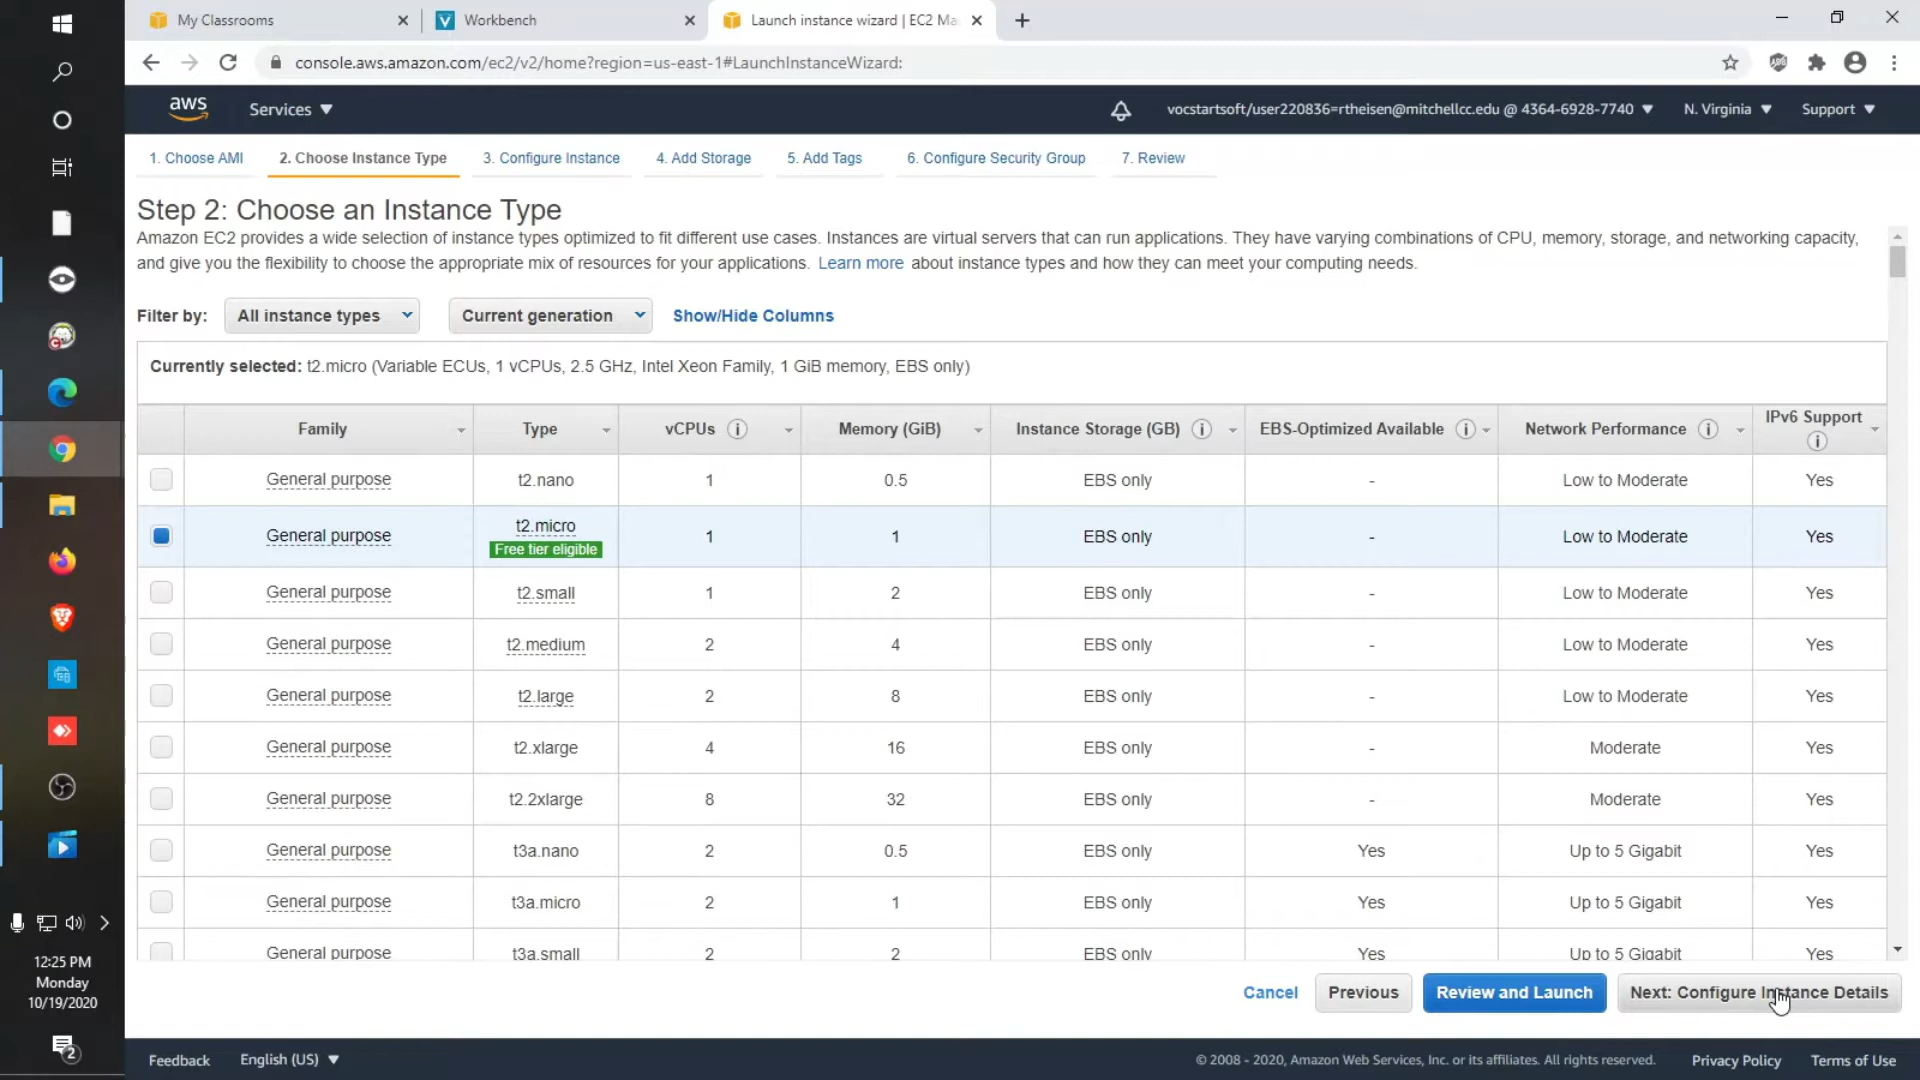 My Classrooms
Workbench
Launch instance wizard | EC2 Ma
console.aws.amazon.com/ec2/v2/home?region=us-east-1#LaunchInstanceWizard:
aws
Services
vocstartsoft/user220836=rtheisen@mitchellcc.edu @ 4364-6928-7740
N. Virginia
Support
1. Choose AMI
2. Choose Instance Type
3. Configure Instance
4. Add Storage
5. Add Tags
6. Configure Security Group
7. Review
Step 2: Choose an Instance Type
Amazon EC2 provides a wide selection of instance types optimized to fit different use cases. Instances are virtual servers that can run applications. They have varying combinations of CPU, memory, storage, and networking capacity,
and give you the flexibility to choose the appropriate mix of resources for your applications. Learn more about instance types and how they can meet your computing needs.
Filter by: All instance types Current generation Show/Hide Columns
Currently selected: t2.micro (Variable ECUs, 1 vCPUs, 2.5 GHz, Intel Xeon Family, 1 GiB memory, EBS only)
Family Type vCPUs Memory (GiB) Instance Storage (GB) EBS-Optimized Available Network Performance IPv6 Support
General purpose t2.nano 1 0.5 EBS only - Low to Moderate Yes
General purpose t2.micro 1 1 EBS only - Low to Moderate Yes
Free tier eligible
General purpose t2.small 1 2 EBS only - Low to Moderate Yes
General purpose t2.medium 2 4 EBS only - Low to Moderate Yes
General purpose t2.large 2 8 EBS only - Low to Moderate Yes
General purpose t2.xlarge 4 16 EBS only - Moderate Yes
General purpose t2.2xlarge 8 32 EBS only - Moderate Yes
General purpose t3a.nano 2 0.5 EBS only Yes Up to 5 Gigabit Yes
General purpose t3a.micro 2 1 EBS only Yes Up to 5 Gigabit Yes
General purpose t3a.small 2 2 EBS only Yes Up to 5 Gigabit Yes
Cancel
Previous
Review and Launch
Next: Configure Instance Details
12:25 PM
Monday
10/19/2020
2
Feedback
English (US)
© 2008 - 2020, Amazon Web Services, Inc. or its affiliates. All rights reserved.
Privacy Policy
Terms of Use